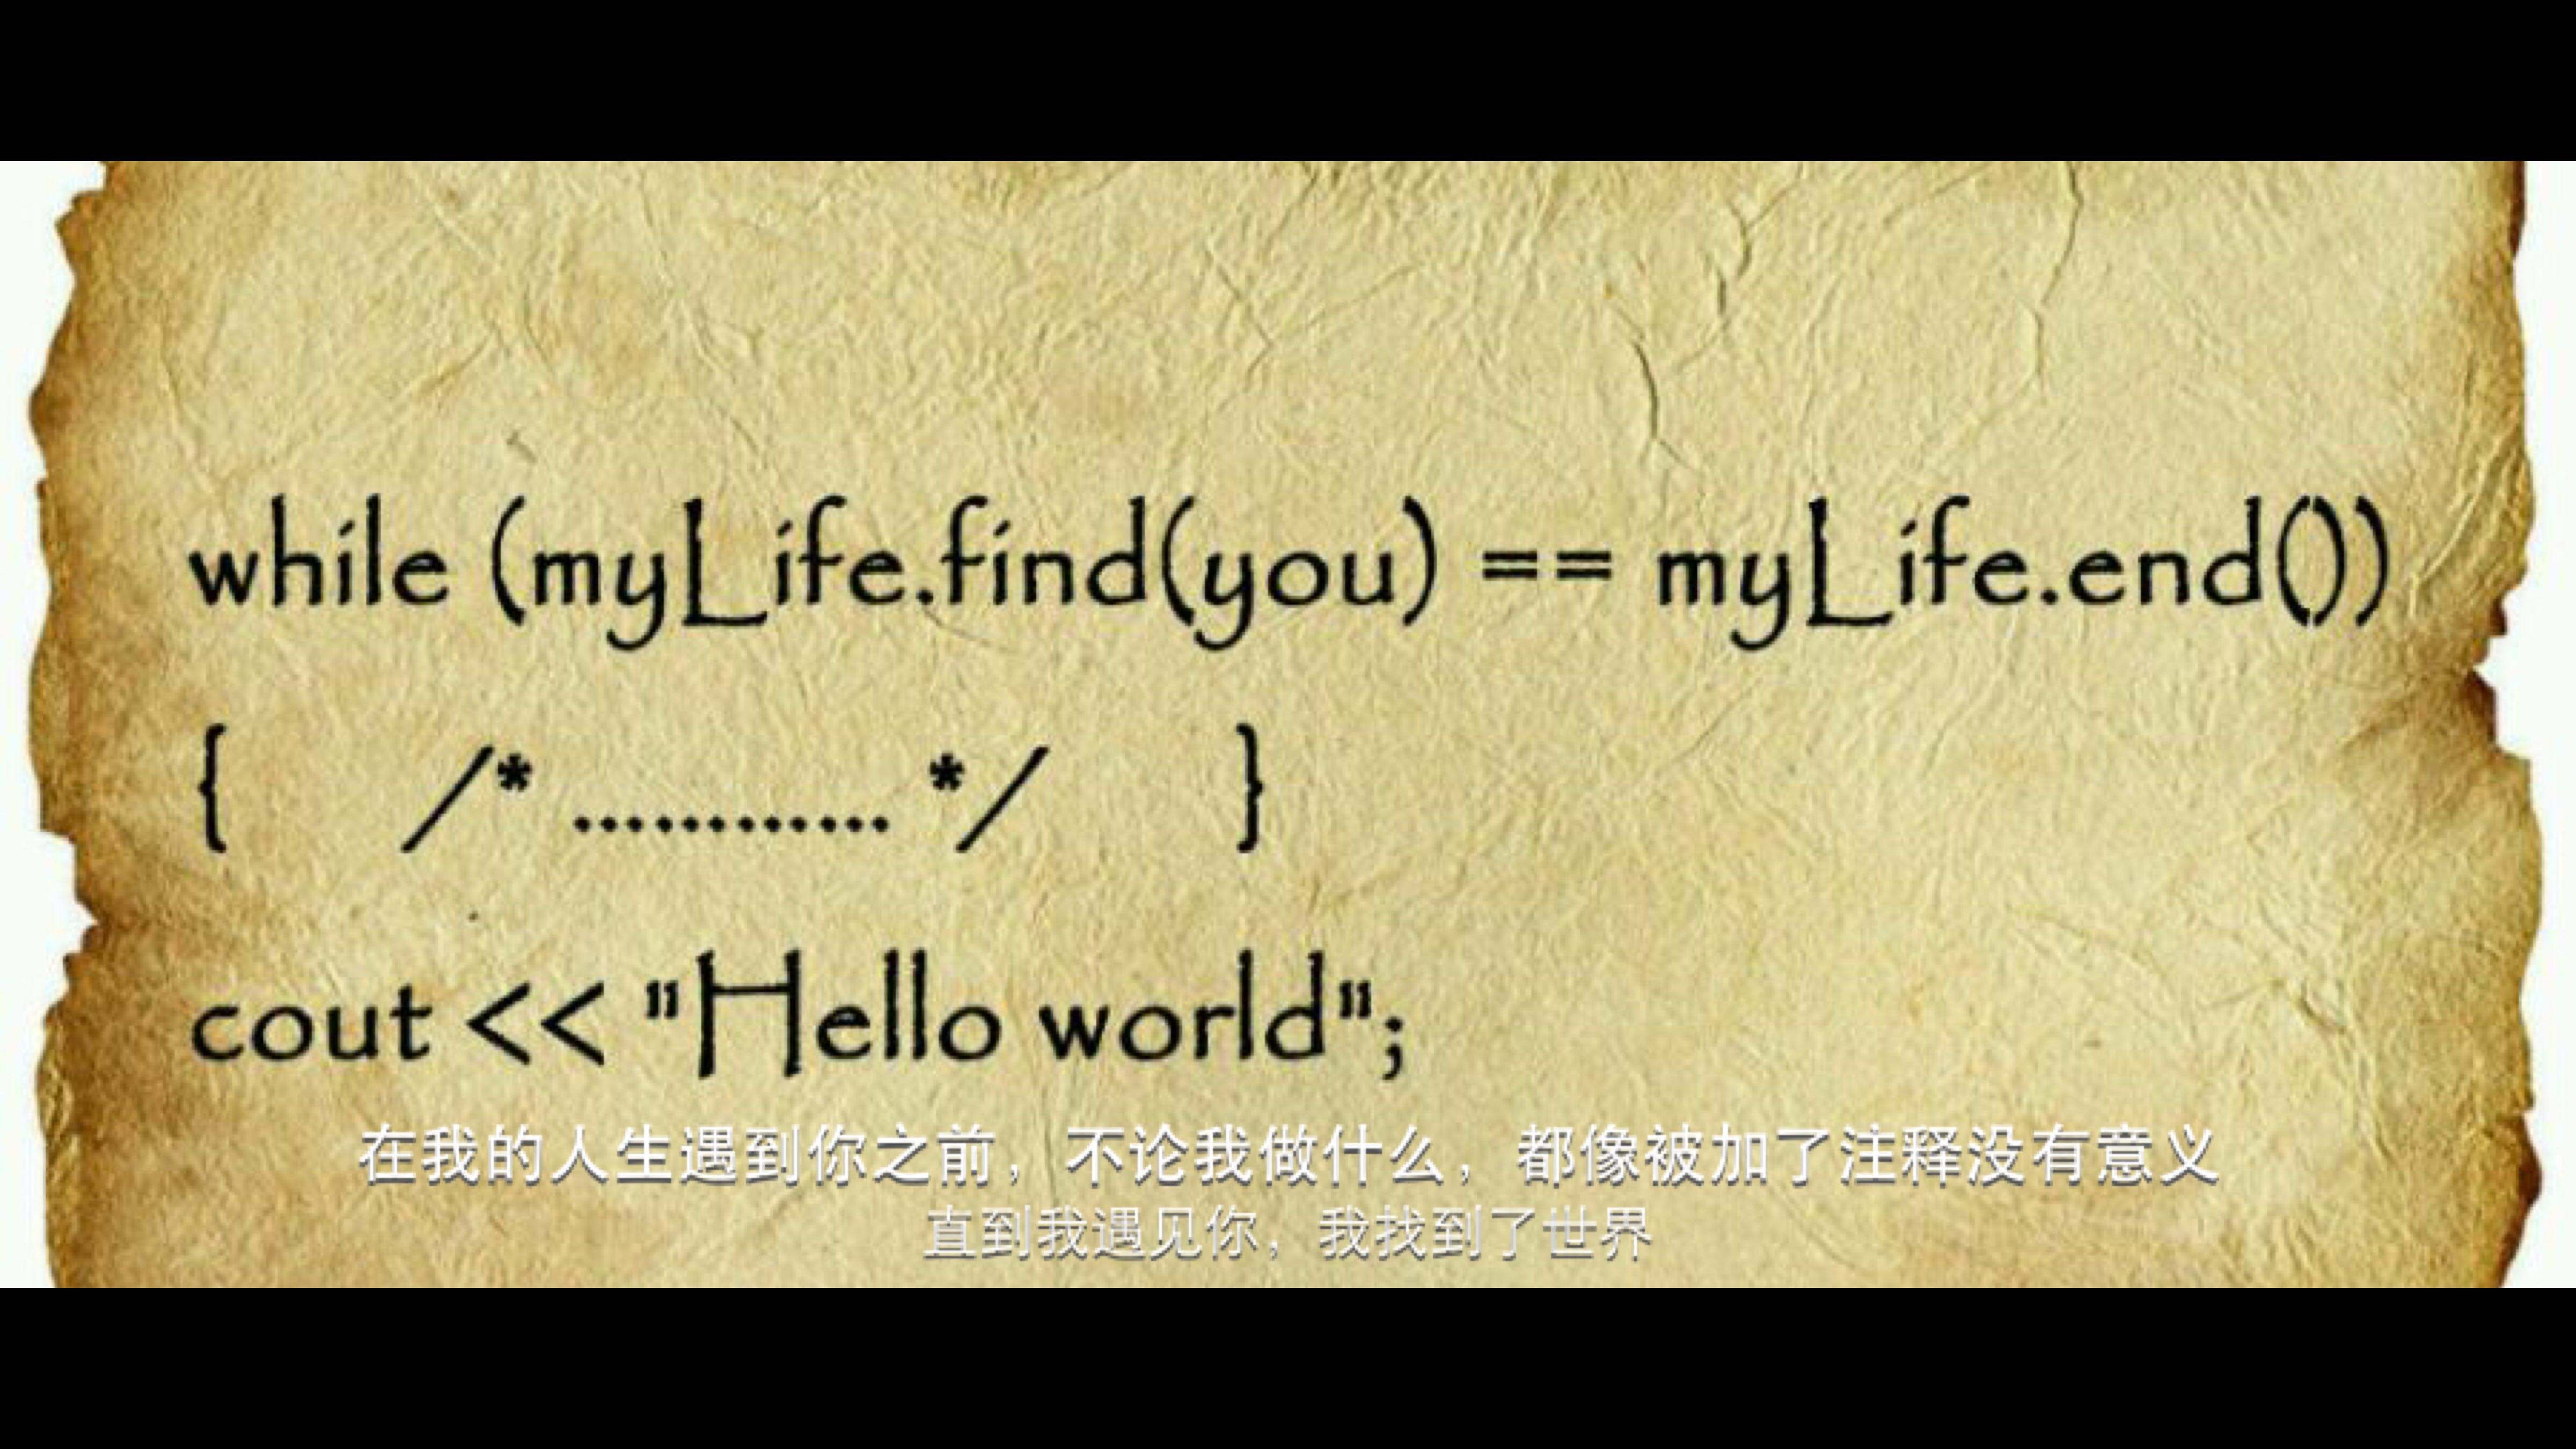 while (myLife.find(you) == myLife.end())
{ /* ............ */ }
cout << "Hello world";
在我的人生遇到你之前，不论我做什么，都像被加了注释没有意义
直到我遇见你，我找到了世界